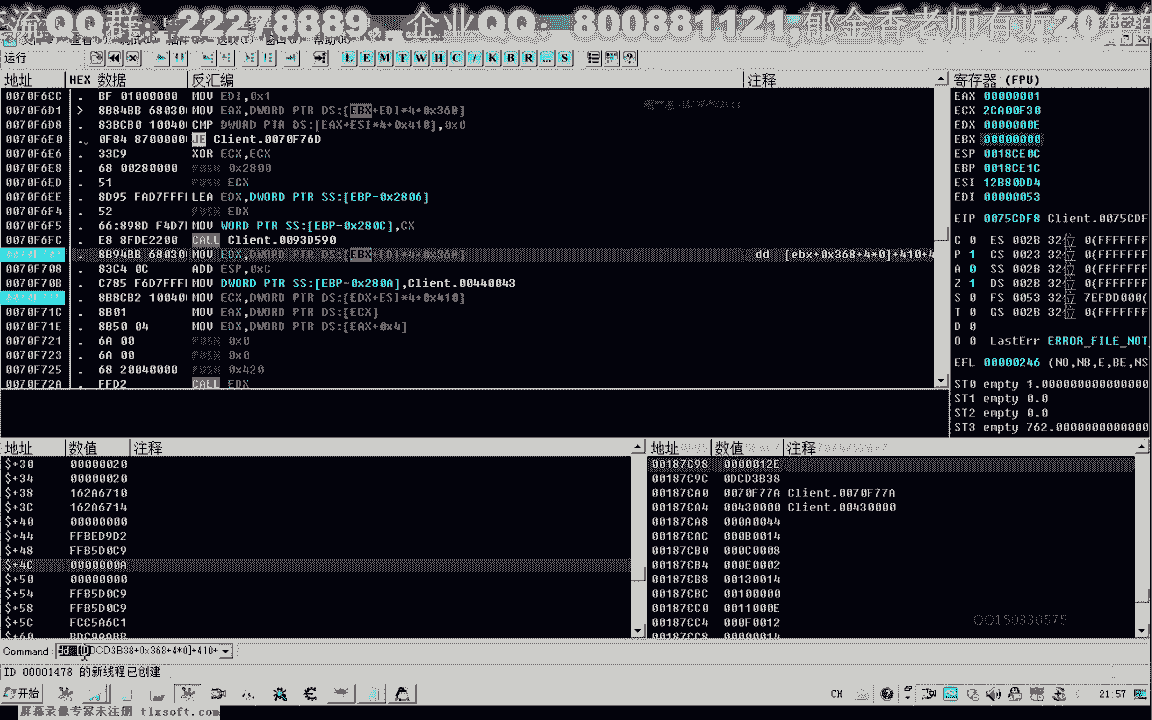 流QQ群: 22278889 企业QQ: 800881121 郁金香老师有近20年
运行
L E M T W H C / K B R ... S
地址 HEX 数据 反汇编 注释
0070F6CC . BF 01000000 MOV EDI,0x1
0070F6D1 > 8B84BB 68030 MOV EAX,DWORD PTR DS:[EBX+EDI*4+0x368]
0070F6D8 . 83BCB0 10040 CMP DWORD PTR DS:[EAX+ESI*4+0x410],0x0
0070F6E0 . 0F84 87000000 JE Client.0070F76D
0070F6E6 . 33C9 XOR ECX,ECX
0070F6E8 . 68 00280000 PUSH 0x2800
0070F6ED . 51 PUSH ECX
0070F6EE . 8D95 FAD7FFFF LEA EDX,DWORD PTR SS:[EBP-0x2806]
0070F6F4 . 52 PUSH EDX
0070F6F5 . 66:898D F4D7 MOV WORD PTR SS:[EBP-0x280C],CX
0070F6FC . E8 8FDE2200 CALL Client.0093D590
. 8B94BB 68030 MOV EDX,DWORD PTR DS:[EBX+EDI*4+0x368] dd [ebx+0x368+4*0]+410+4
0070F708 . 83C4 0C ADD ESP,0xC
0070F70B . C785 F6D7FFFF MOV DWORD PTR SS:[EBP-0x280A],Client.00440043
. 8B8CB2 10040 MOV ECX,DWORD PTR DS:[EDX+ESI*4+0x410]
0070F71C . 8B01 MOV EAX,DWORD PTR DS:[ECX]
0070F71E . 8B50 04 MOV EDX,DWORD PTR DS:[EAX+0x4]
0070F721 . 6A 00 PUSH 0x0
0070F723 . 6A 00 PUSH 0x0
0070F725 . 68 20040000 PUSH 0x420
0070F72A . FFD2 CALL EDX
寄存器 (FPU)
EAX 00000001
ECX 2CA00F30
EDX 0000000E
EBX 00000000
ESP 0018CE0C
EBP 0018CE1C
ESI 12B80DD4
EDI 00000053
EIP 0075CDF8 Client.0075CDF
C 0 ES 002B 32位 0(FFFFFFF
P 1 CS 0023 32位 0(FFFFFFF
A 0 SS 002B 32位 0(FFFFFFF
Z 1 DS 002B 32位 0(FFFFFFF
S 0 FS 0053 32位 7EFDD000(
T 0 GS 002B 32位 0(FFFFFFF
D 0
O 0 LastErr ERROR_FILE_NOT_
EFL 00000246 (NO,NB,E,BE,NS
ST0 empty 1.000000000000000
ST1 empty 0.0
ST2 empty 0.0
ST3 empty 762.0000000000000
地址 数值 注释
$+30 00000020
$+34 00000020
$+38 162A6710
$+3C 162A6714
$+40 00000000
$+44 FFBED9D2
$+48 FFB5D0C9
$+4C 0000000A
$+50 00000000
$+54 FFB5D0C9
$+58 FFB5D0C9
$+5C FCC5A6C1
地址 数值 注释
00187C98 0000812E
00187C9C 0DCD3B38
00187CA0 0070F77A Client.0070F77A
00187CA4 00430000 Client.00430000
00187CA8 000A0044
00187CAC 000B0014
00187CB0 000C0008
00187CB4 000E0002
00187CB8 00130014
00187CBC 00100000
00187CC0 0011000E
00187CC4 000F0012
QQ150330575
Command : dd [0DCD3B38+0x368+4*0]+410+
ID 00001478 的新线程已创建
开始 CH 21:57
屏幕录像专家未注册 tlxsoft.com